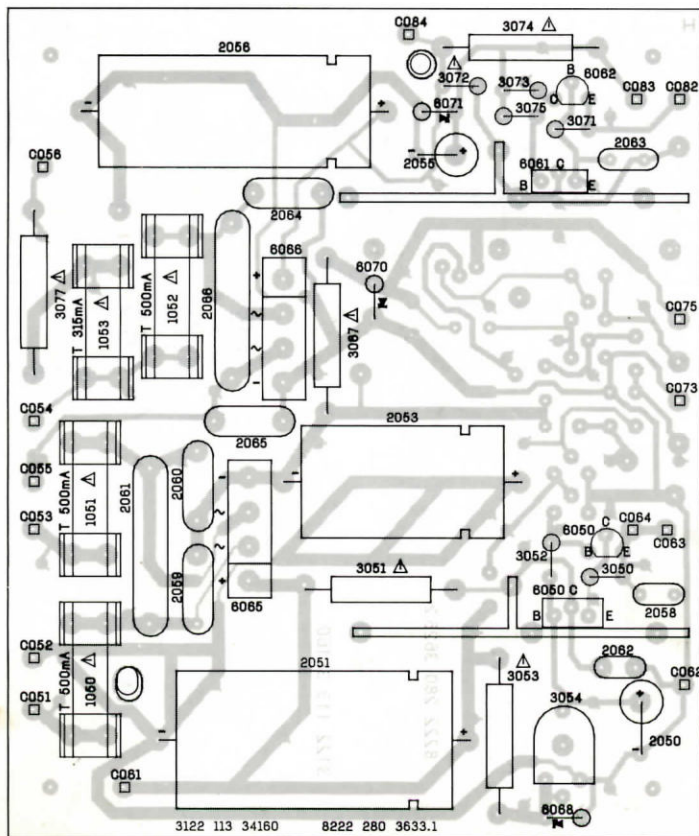 C084
3074 ⚠
2056
3072 ⚠
3073
B
6062
C E
C083 C082
6071
3075
3071
- +
2055
6061 C
B E
2063
C056
2064
6066
6070
3077 ⚠
T 315mA
1053 ⚠
T 500mA
1052 ⚠
+
~
~
-
3067 ⚠
C075
C073
C054
2065
2053
- +
C055
T 500mA
1051 ⚠
2061
2060
-
~
~
+
C053
2059
6065
3051 ⚠
6050
C
B E
C064 C063
3052
3050
6050 C
B E
2058
C052
T 500mA
1050 ⚠
C051
2051
- +
3053 ⚠
2062
C062
3054
+
-
2050
C061
6068
3122 113 34160 8222 280 3633.1